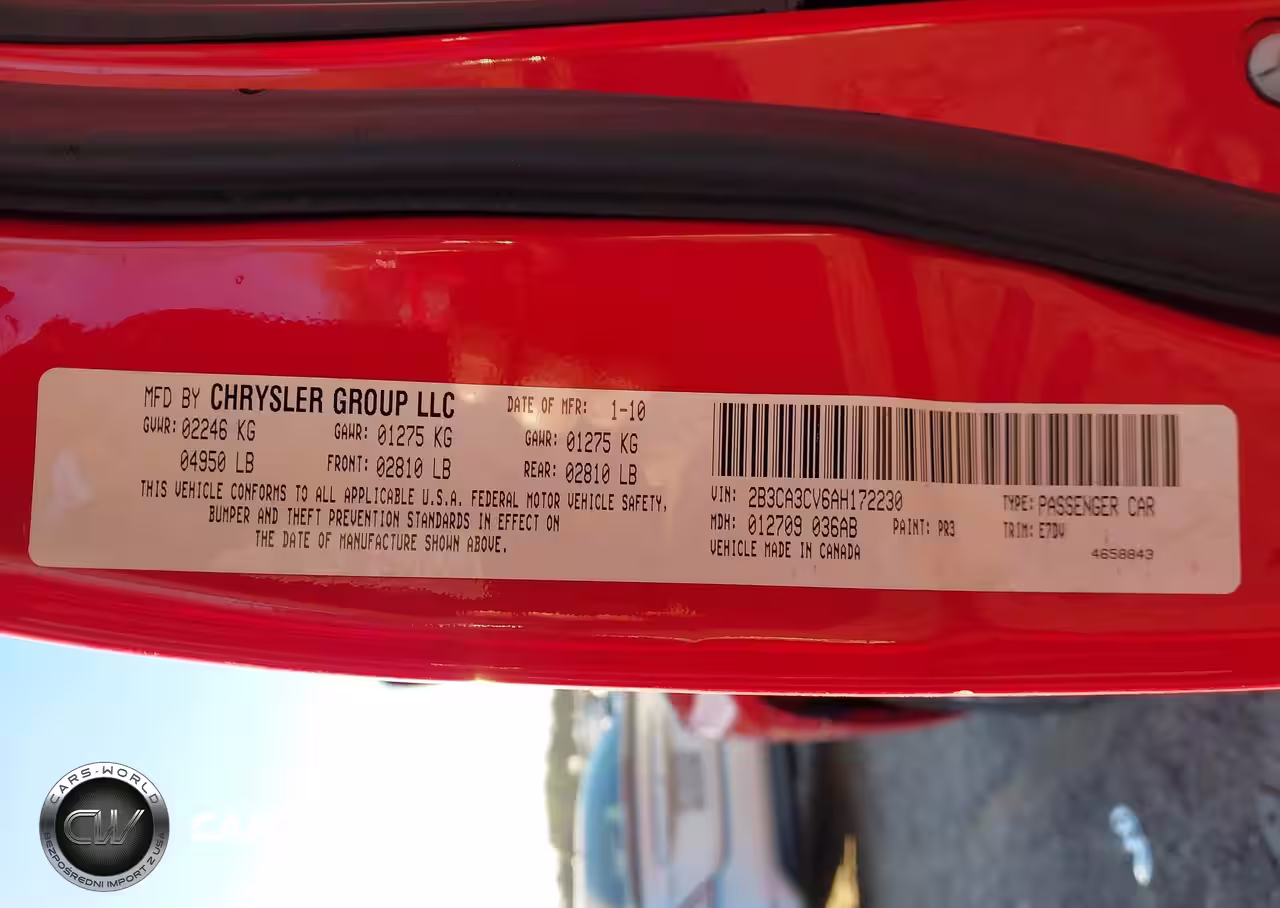 MFD BY CHRYSLER GROUP LLC DATE OF MFR: 1-10
GVWR: 02246 KG GAWR: 01275 KG GAWR: 01275 KG
04950 LB FRONT: 02810 LB REAR: 02810 LB
THIS VEHICLE CONFORMS TO ALL APPLICABLE U.S.A. FEDERAL MOTOR VEHICLE SAFETY,
BUMPER AND THEFT PREVENTION STANDARDS IN EFFECT ON
THE DATE OF MANUFACTURE SHOWN ABOVE.
VIN: 2B3CA3CV6AH172230 TYPE: PASSENGER CAR
MDH: 012709 036AB PAINT: PR3 TRIM: E7DV
VEHICLE MADE IN CANADA 4658843
CARS-WORLD
CW
BEZPOŚREDNI IMPORT Z USA